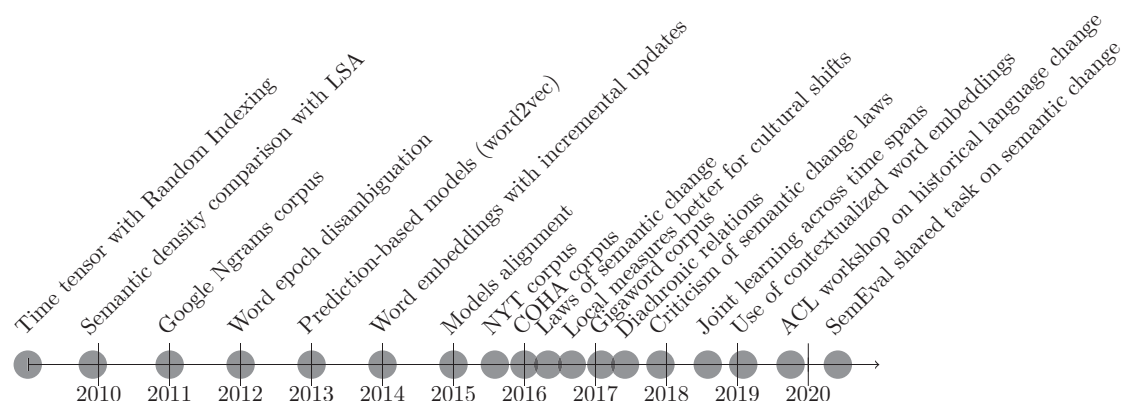 Time tensor with Random Indexing
Semantic density comparison with LSA
Google Ngrams corpus
Word epoch disambiguation
Prediction-based models (word2vec)
Word embeddings with incremental updates
Models alignment
NYT corpus
COHA corpus
Laws of semantic change
Local measures better for cultural shifts
Gigaword corpus
Diachronic relations
Criticism of semantic change laws
Joint learning across time spans
Use of contextualized word embeddings
ACL workshop on historical language change
SemEval shared task on semantic change
2010 2011 2012 2013 2014 2015 2016 2017 2018 2019 2020